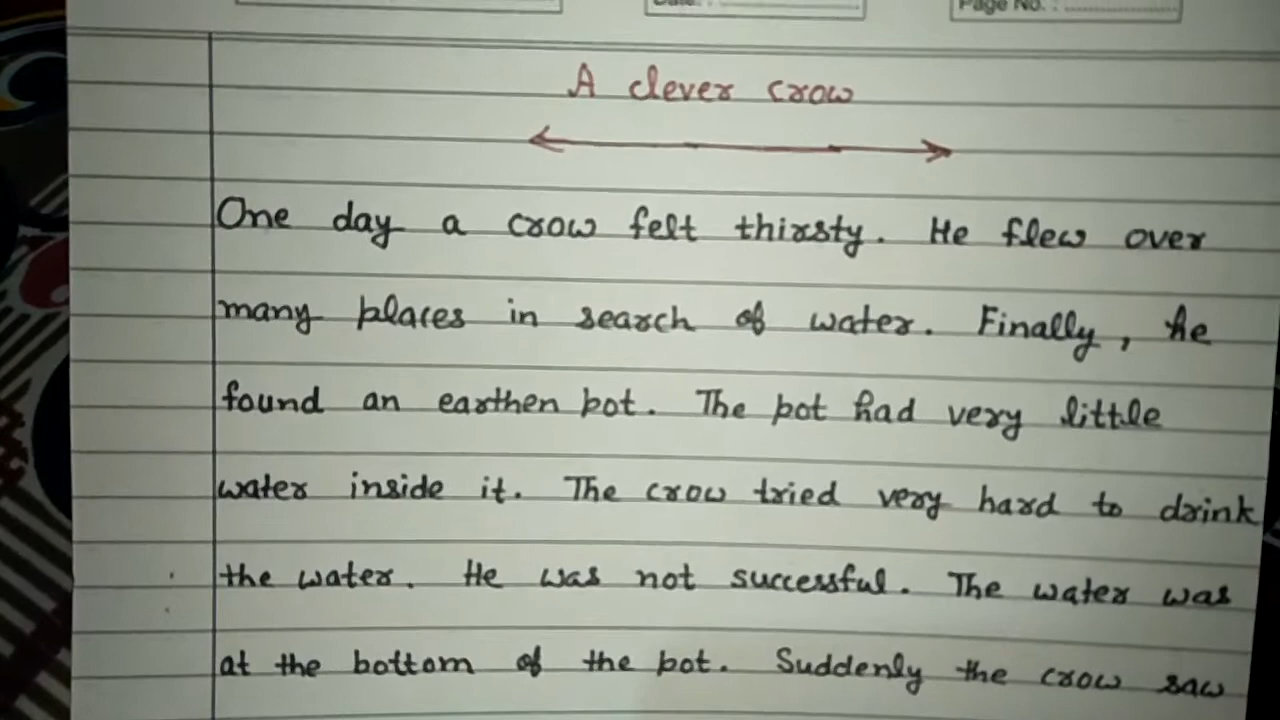 Page No. :
A clever crow
One day a crow felt thirsty. He flew over
many places in search of water. Finally, he
found an earthen pot. The pot had very little
water inside it. The crow tried very hard to drink
the water. He was not successful. The water was
at the bottom of the pot. Suddenly the crow saw